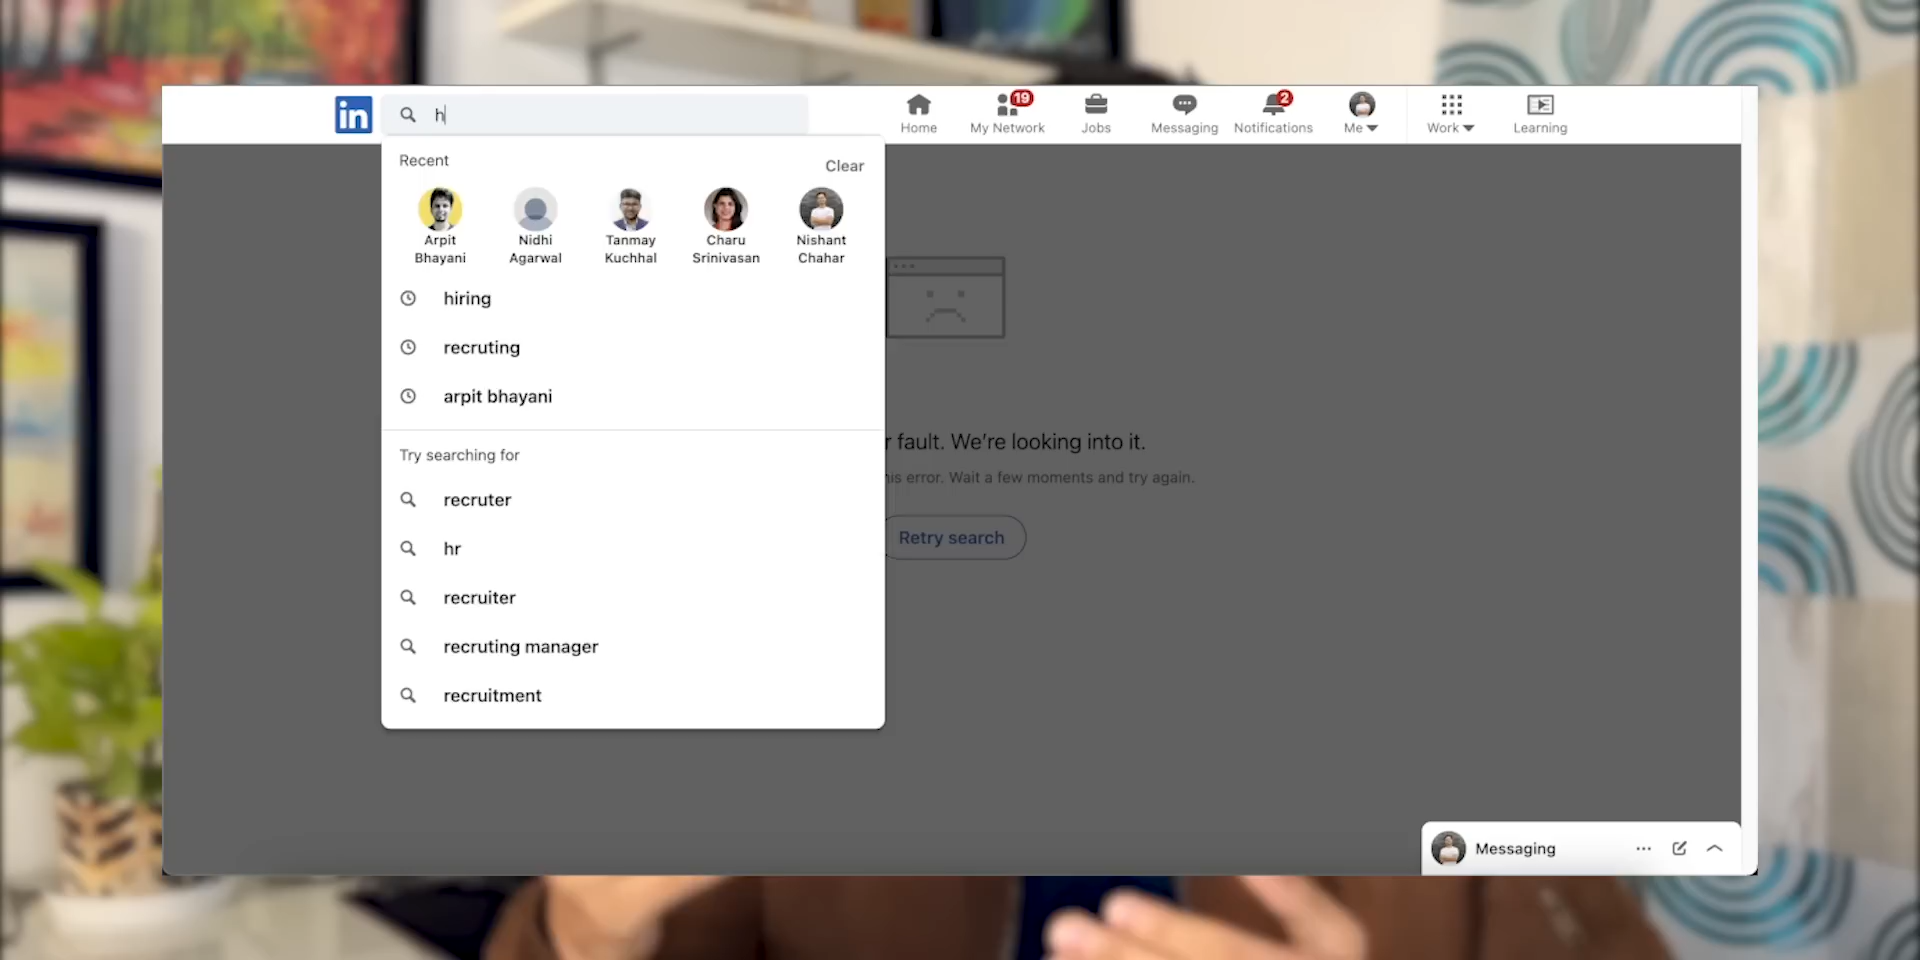 in
h
Home
19
My Network
Jobs
Messaging
2
Notifications
Me
Work
Learning
Recent
Clear
Arpit
Bhayani
Nidhi
Agarwal
Tanmay
Kuchhal
Charu
Srinivasan
Nishant
Chahar
hiring
recruting
arpit bhayani
Try searching for
recruter
hr
recruiter
recruting manager
recruitment
fault. We're looking into it.
error. Wait a few moments and try again.
Retry search
Messaging